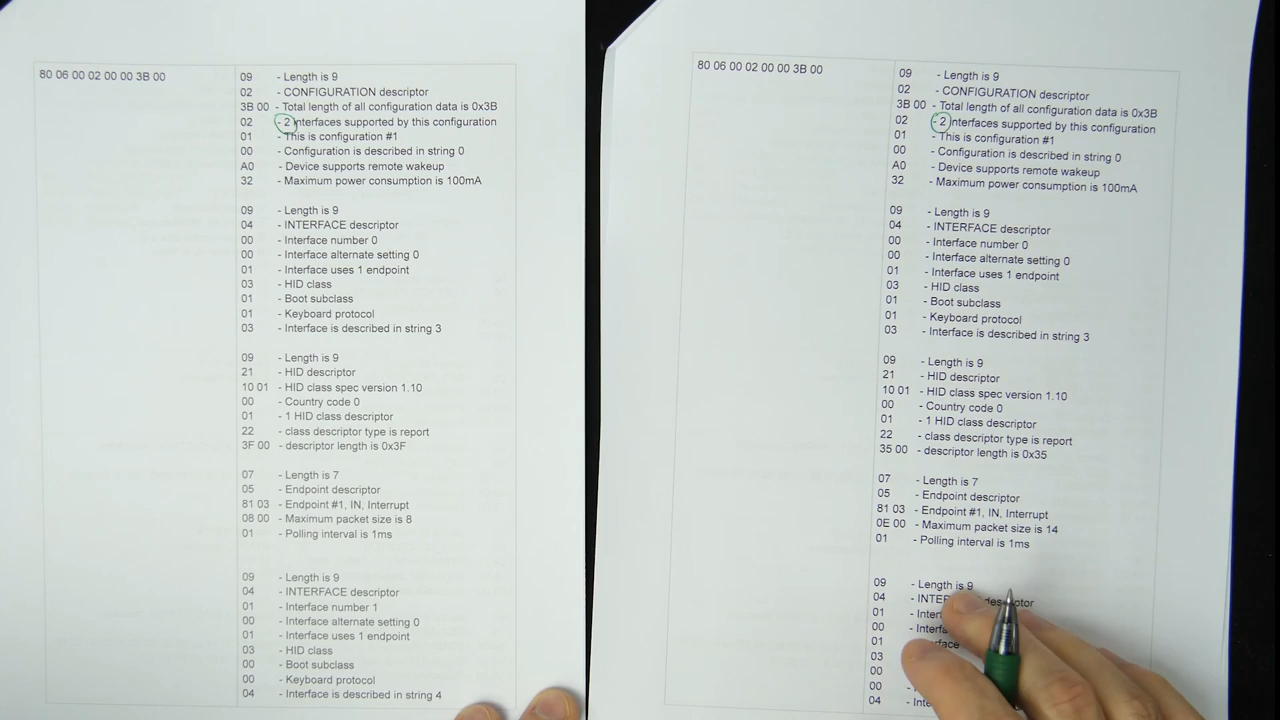 80 06 00 02 00 00 3B 00
09 - Length is 9
02 - CONFIGURATION descriptor
3B 00 - Total length of all configuration data is 0x3B
02 - 2 interfaces supported by this configuration
01 - This is configuration #1
00 - Configuration is described in string 0
A0 - Device supports remote wakeup
32 - Maximum power consumption is 100mA
09 - Length is 9
04 - INTERFACE descriptor
00 - Interface number 0
00 - Interface alternate setting 0
01 - Interface uses 1 endpoint
03 - HID class
01 - Boot subclass
01 - Keyboard protocol
03 - Interface is described in string 3
09 - Length is 9
21 - HID descriptor
10 01 - HID class spec version 1.10
00 - Country code 0
01 - 1 HID class descriptor
22 - class descriptor type is report
3F 00 - descriptor length is 0x3F
07 - Length is 7
05 - Endpoint descriptor
81 03 - Endpoint #1, IN, Interrupt
08 00 - Maximum packet size is 8
01 - Polling interval is 1ms
09 - Length is 9
04 - INTERFACE descriptor
01 - Interface number 1
00 - Interface alternate setting 0
01 - Interface uses 1 endpoint
03 - HID class
00 - Boot subclass
00 - Keyboard protocol
04 - Interface is described in string 4
80 06 00 02 00 00 3B 00
09 - Length is 9
02 - CONFIGURATION descriptor
3B 00 - Total length of all configuration data is 0x3B
02 - 2 interfaces supported by this configuration
01 - This is configuration #1
00 - Configuration is described in string 0
A0 - Device supports remote wakeup
32 - Maximum power consumption is 100mA
09 - Length is 9
04 - INTERFACE descriptor
00 - Interface number 0
00 - Interface alternate setting 0
01 - Interface uses 1 endpoint
03 - HID class
01 - Boot subclass
01 - Keyboard protocol
03 - Interface is described in string 3
09 - Length is 9
21 - HID descriptor
10 01 - HID class spec version 1.10
00 - Country code 0
01 - 1 HID class descriptor
22 - class descriptor type is report
35 00 - descriptor length is 0x35
07 - Length is 7
05 - Endpoint descriptor
81 03 - Endpoint #1, IN, Interrupt
0E 00 - Maximum packet size is 14
01 - Polling interval is 1ms
09 - Length is 9
04 - descriptor
01 -
00 -
01
03
00
00 -
04 -